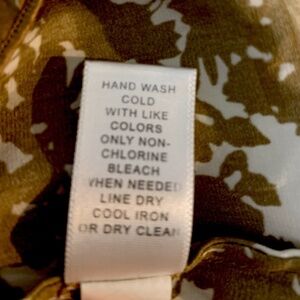 HAND WASH
COLD
WITH LIKE
COLORS
ONLY NON-
CHLORINE
BLEACH
WHEN NEEDED
LINE DRY
COOL IRON
OR DRY CLEAN